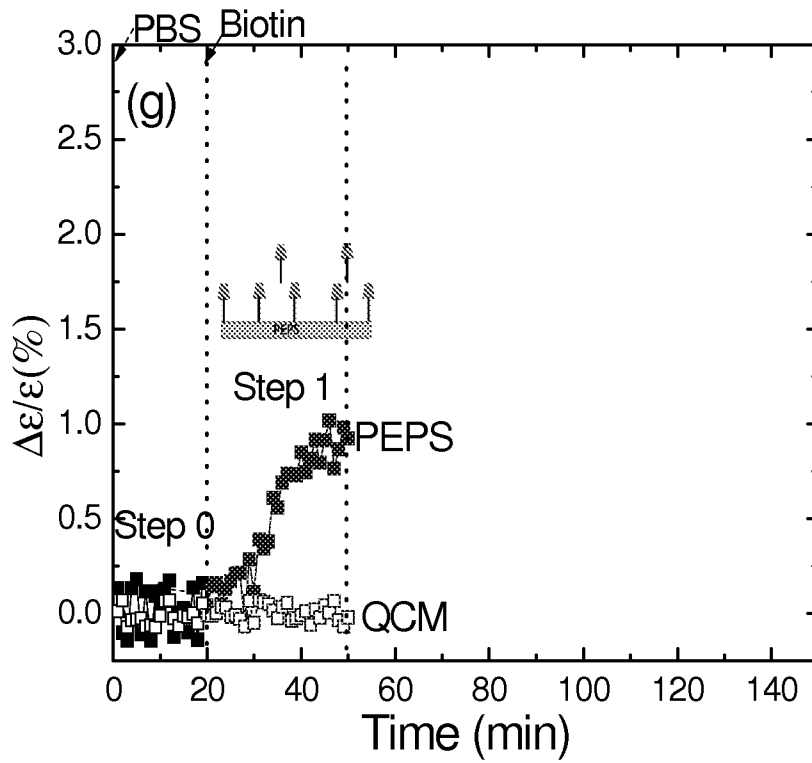 PBS Biotin
3.0
(g)
2.5
2.0
PEPS
1.5
Step 1
1.0
PEPS
0.5
Step 0
0.0
QCM
Δε/ε(%)
0 20 40 60 80 100 120 140
Time (min)